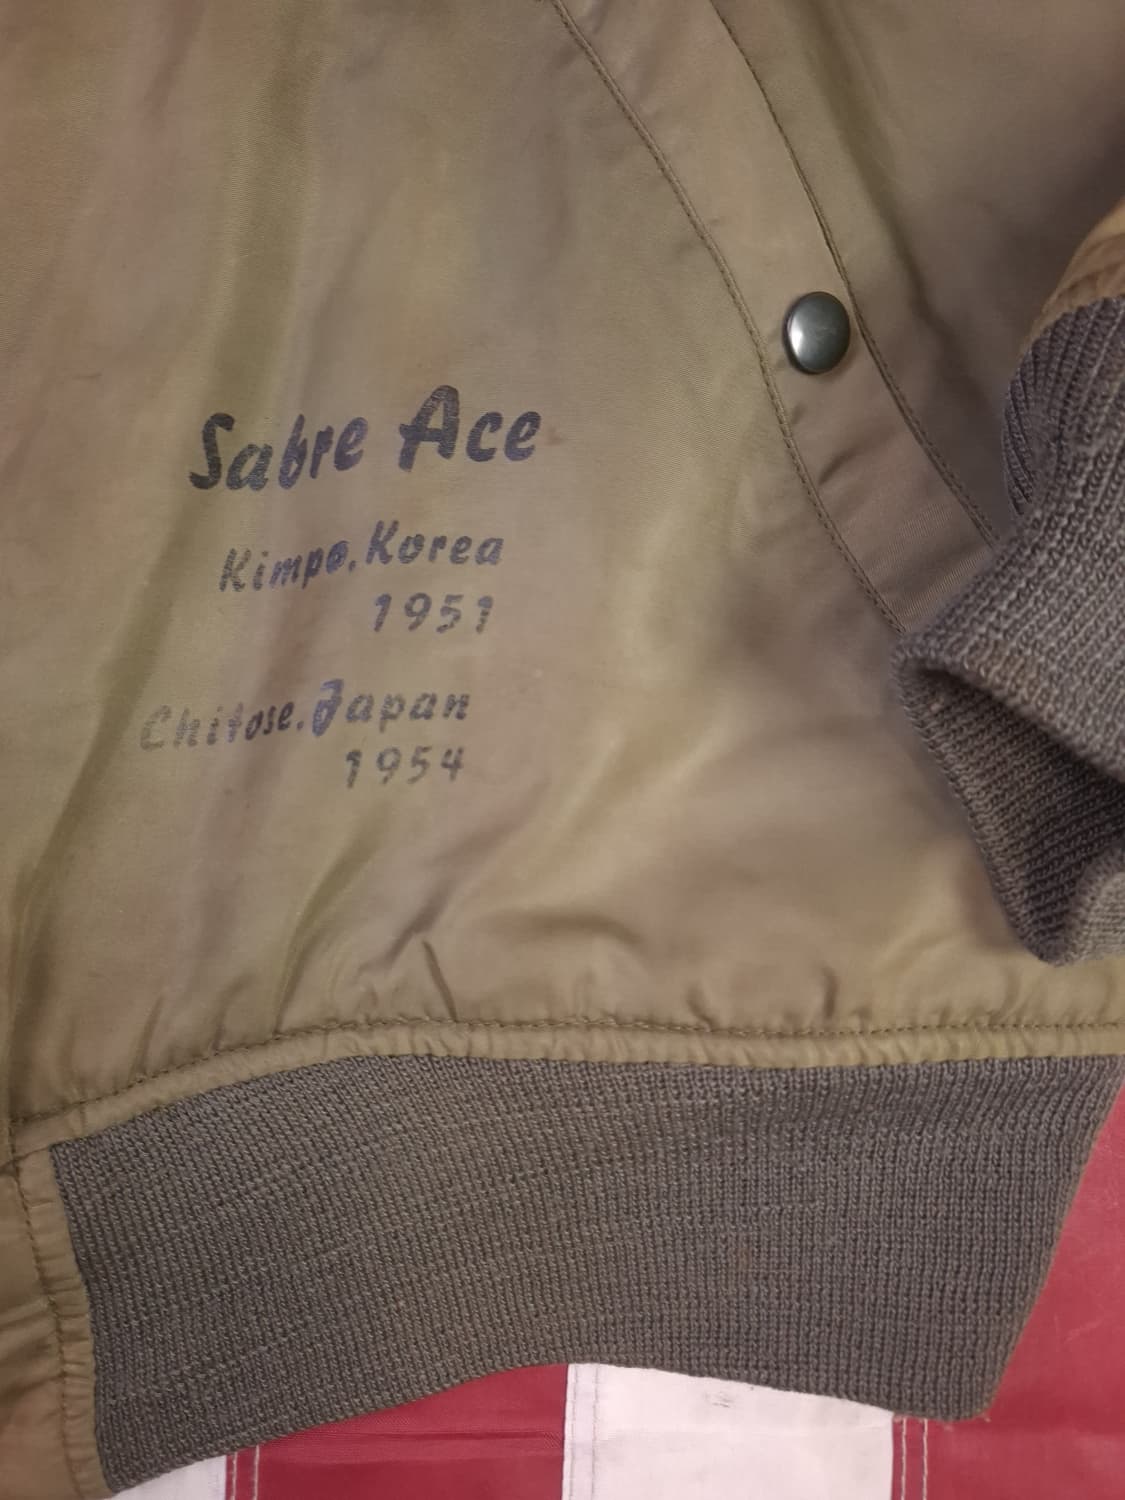 Sabre Ace
Kimpo. Korea
1951
Chitose. Japan
1954